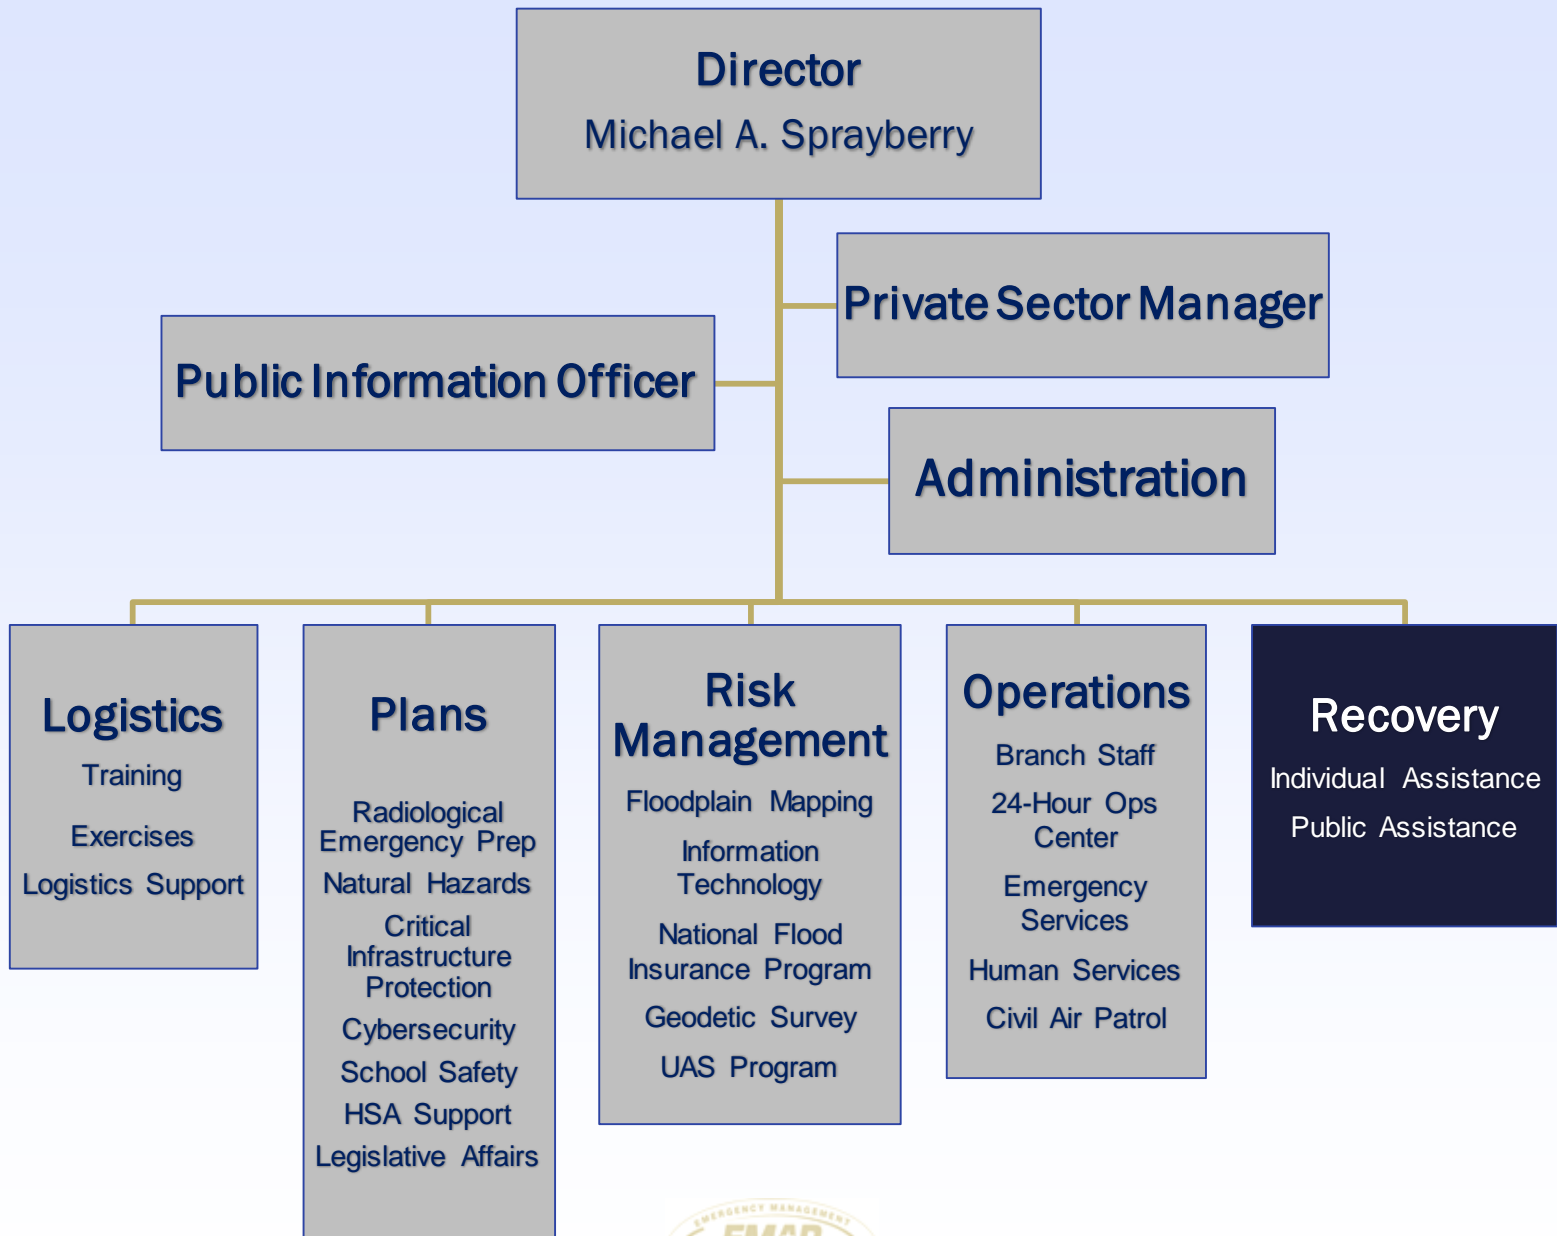 Director
Michael A. Sprayberry
Private Sector Manager
Public Information Officer
Administration
Logistics
Training
Exercises
Logistics Support
Plans
Radiological
Emergency Prep
Natural Hazards
Critical
Infrastructure
Protection
Cybersecurity
School Safety
HSA Support
Legislative Affairs
Risk
Management
Floodplain Mapping
Information
Technology
National Flood
Insurance Program
Geodetic Survey
UAS Program
Operations
Branch Staff
24-Hour Ops
Center
Emergency
Services
Human Services
Civil Air Patrol
Recovery
Individual Assistance
Public Assistance
EMERGENCY MANAGEMENT
EMAP